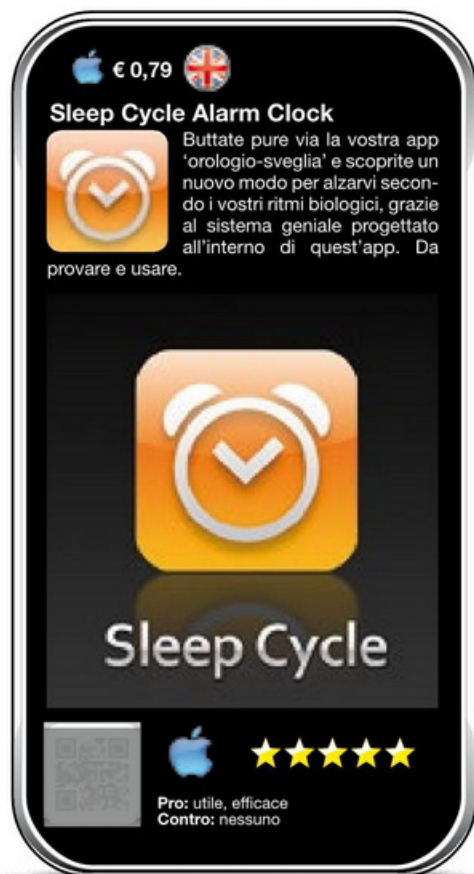 € 0,79
Sleep Cycle Alarm Clock
Buttate pure via la vostra app
‘orologio-sveglia’ e scoprite un
nuovo modo per alzarvi secon-
do i vostri ritmi biologici, grazie
al sistema geniale progettato
all’interno di quest’app. Da
provare e usare.
Sleep Cycle
Pro: utile, efficace
Contro: nessuno